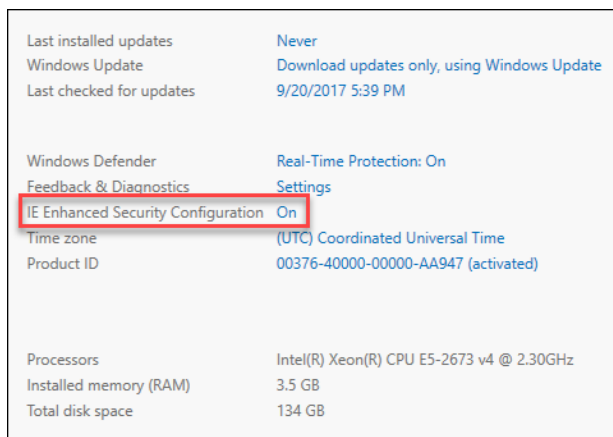 Last installed updates Never
Windows Update Download updates only, using Windows Update
Last checked for updates 9/20/2017 5:39 PM
Windows Defender Real-Time Protection: On
Feedback & Diagnostics Settings
IE Enhanced Security Configuration On
Time zone (UTC) Coordinated Universal Time
Product ID 00376-40000-00000-AA947 (activated)
Processors Intel(R) Xeon(R) CPU E5-2673 v4 @ 2.30GHz
Installed memory (RAM) 3.5 GB
Total disk space 134 GB